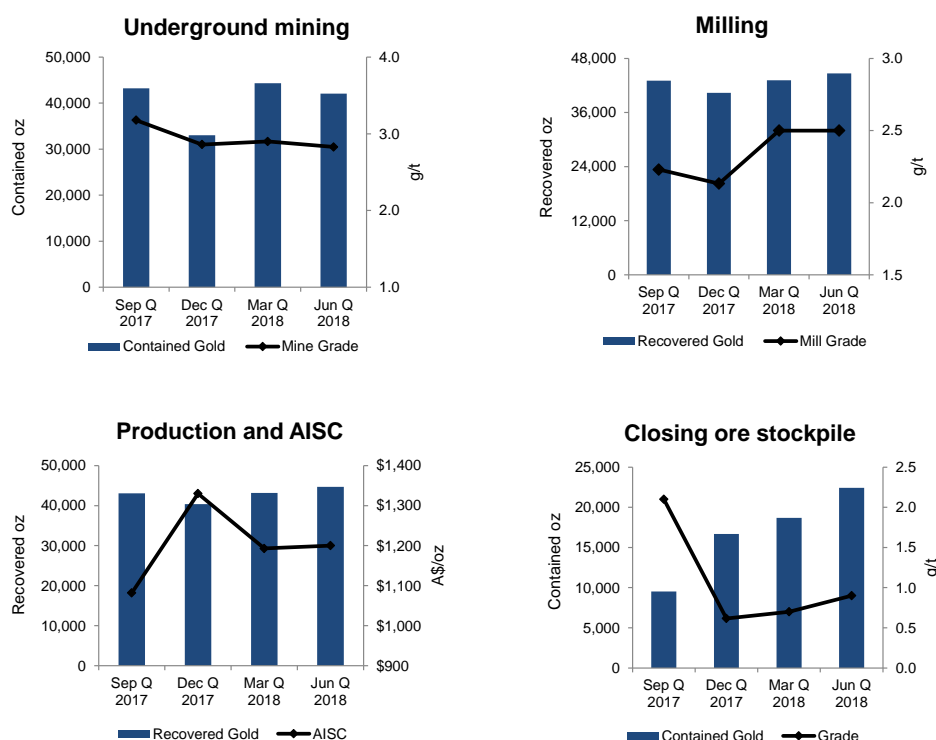 Underground mining
50,000
40,000
30,000
20,000
10,000
0
Contained oz
4.0
3.0
2.0
1.0
g/t
Sep Q Dec Q Mar Q Jun Q
2017 2017 2018 2018
Contained Gold Mine Grade
Milling
48,000
36,000
24,000
12,000
0
Recovered oz
3.0
2.5
2.0
1.5
g/t
Sep Q Dec Q Mar Q Jun Q
2017 2017 2018 2018
Recovered Gold Mill Grade
Production and AISC
50,000
40,000
30,000
20,000
10,000
0
Recovered oz
$1,400
$1,300
$1,200
$1,100
$1,000
$900
A$/oz
Sep Q Dec Q Mar Q Jun Q
2017 2017 2018 2018
Recovered Gold AISC
Closing ore stockpile
25,000
20,000
15,000
10,000
5,000
0
Contained oz
2.5
2.0
1.5
1.0
0.5
0.0
g/t
Sep Q Dec Q Mar Q Jun Q
2017 2017 2018 2018
Contained Gold Grade